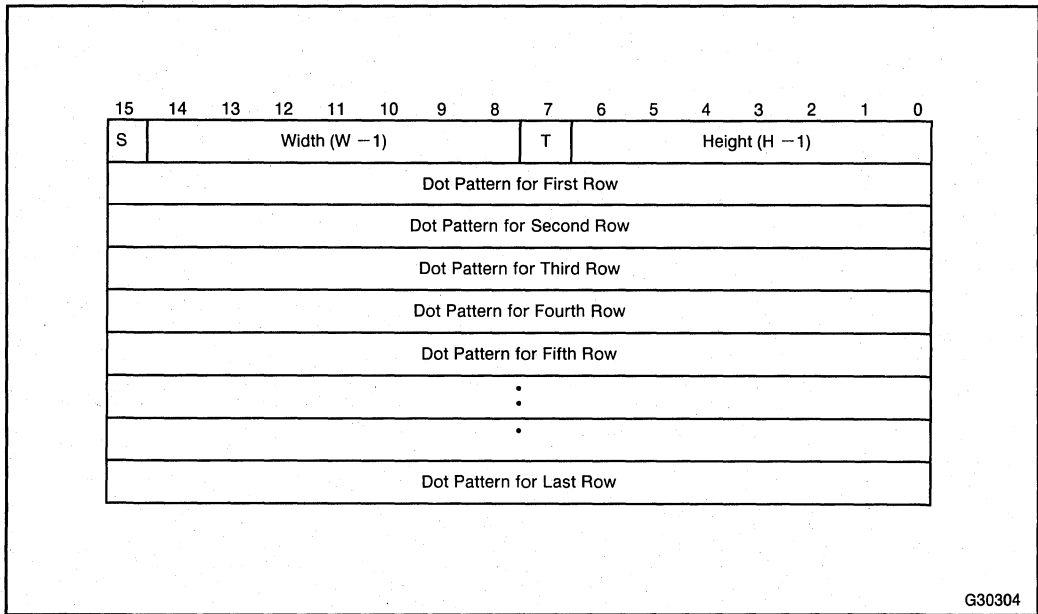 15 14 13 12 11 10 9 8 7 6 5 4 3 2 1 0
S Width (W −1) T Height (H −1)
Dot Pattern for First Row
Dot Pattern for Second Row
Dot Pattern for Third Row
Dot Pattern for Fourth Row
Dot Pattern for Fifth Row
Dot Pattern for Last Row
G30304